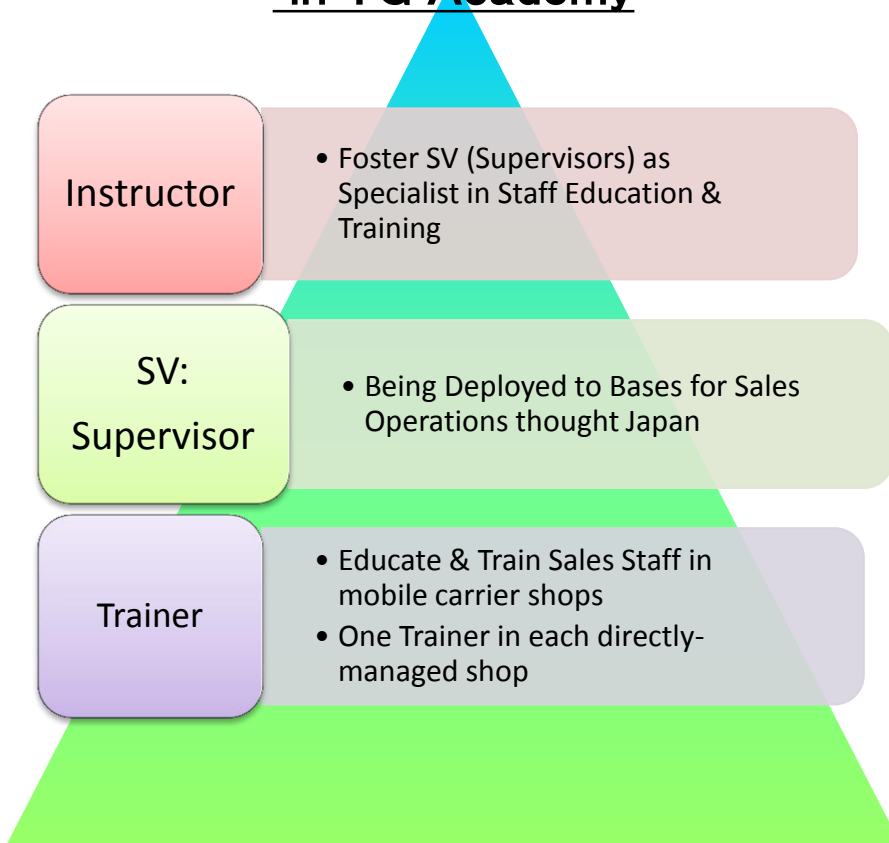 Academy
Instructor
• Foster SV (Supervisors) as
Specialist in Staff Education &
Training
SV:
Supervisor
• Being Deployed to Bases for Sales
Operations thought Japan
Trainer
• Educate & Train Sales Staff in
mobile carrier shops
• One Trainer in each directly-
managed shop